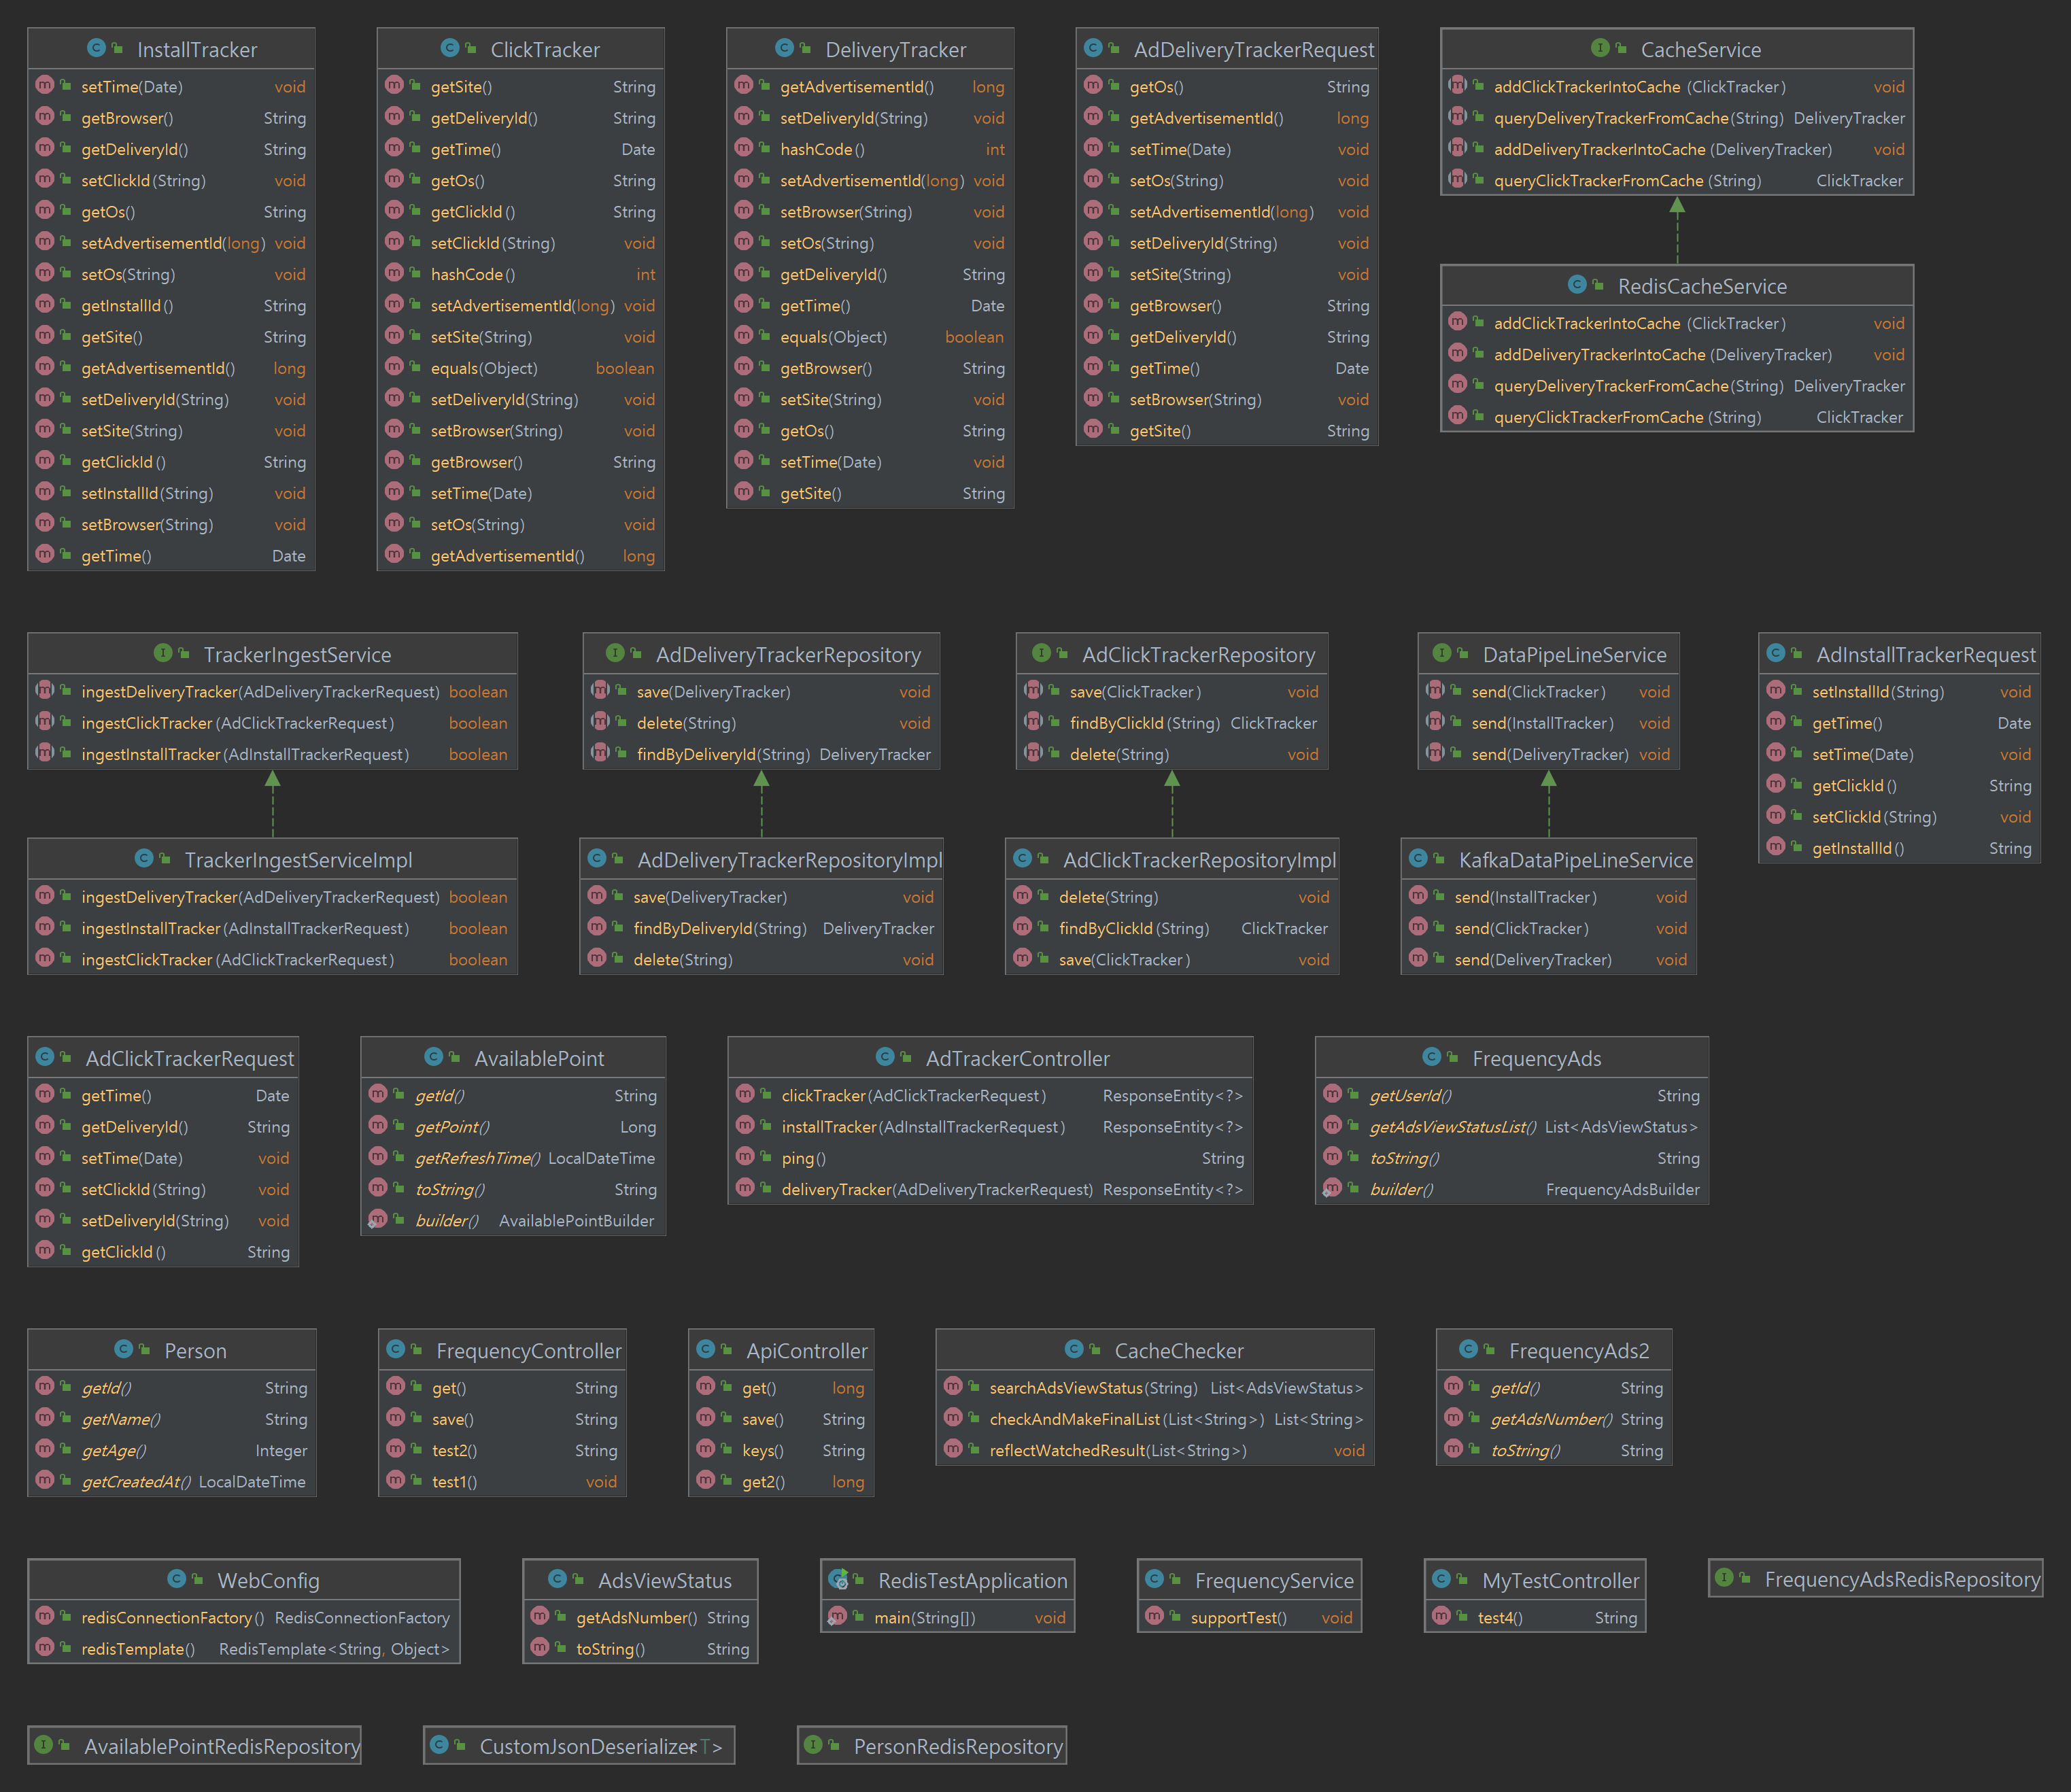 InstallTracker
setTime(Date) void
getBrowser() String
getDeliveryId() String
setClickId(String) void
getOs() String
setAdvertisementId(long) void
setOs(String) void
getInstallId() String
getSite() String
getAdvertisementId() long
setDeliveryId(String) void
setSite(String) void
getClickId() String
setInstallId(String) void
setBrowser(String) void
getTime() Date
ClickTracker
getSite() String
getDeliveryId() String
getTime() Date
getOs() String
getClickId() String
setClickId(String) void
hashCode() int
setAdvertisementId(long) void
setSite(String) void
equals(Object) boolean
setDeliveryId(String) void
setBrowser(String) void
getBrowser() String
setTime(Date) void
setOs(String) void
getAdvertisementId() long
DeliveryTracker
getAdvertisementId() long
setDeliveryId(String) void
hashCode() int
setAdvertisementId(long) void
setBrowser(String) void
setOs(String) void
getDeliveryId() String
getTime() Date
equals(Object) boolean
getBrowser() String
setSite(String) void
getOs() String
setTime(Date) void
getSite() String
AdDeliveryTrackerRequest
getOs() String
getAdvertisementId() long
setTime(Date) void
setOs(String) void
setAdvertisementId(long) void
setDeliveryId(String) void
setSite(String) void
getBrowser() String
getDeliveryId() String
getTime() Date
setBrowser(String) void
getSite() String
CacheService
addClickTrackerIntoCache(ClickTracker) void
queryDeliveryTrackerFromCache(String) DeliveryTracker
addDeliveryTrackerIntoCache(DeliveryTracker) void
queryClickTrackerFromCache(String) ClickTracker
RedisCacheService
addClickTrackerIntoCache(ClickTracker) void
addDeliveryTrackerIntoCache(DeliveryTracker) void
queryDeliveryTrackerFromCache(String) DeliveryTracker
queryClickTrackerFromCache(String) ClickTracker
TrackerIngestService
ingestDeliveryTracker(AdDeliveryTrackerRequest) boolean
ingestClickTracker(AdClickTrackerRequest) boolean
ingestInstallTracker(AdInstallTrackerRequest) boolean
AdDeliveryTrackerRepository
save(DeliveryTracker) void
delete(String) void
findByDeliveryId(String) DeliveryTracker
AdClickTrackerRepository
save(ClickTracker) void
findByClickId(String) ClickTracker
delete(String) void
DataPipeLineService
send(ClickTracker) void
send(InstallTracker) void
send(DeliveryTracker) void
AdInstallTrackerRequest
setInstallId(String) void
getTime() Date
setTime(Date) void
getClickId() String
setClickId(String) void
getInstallId() String
TrackerIngestServiceImpl
ingestDeliveryTracker(AdDeliveryTrackerRequest) boolean
ingestInstallTracker(AdInstallTrackerRequest) boolean
ingestClickTracker(AdClickTrackerRequest) boolean
AdDeliveryTrackerRepositoryImpl
save(DeliveryTracker) void
findByDeliveryId(String) DeliveryTracker
delete(String) void
AdClickTrackerRepositoryImpl
delete(String) void
findByClickId(String) ClickTracker
save(ClickTracker) void
KafkaDataPipeLineService
send(InstallTracker) void
send(ClickTracker) void
send(DeliveryTracker) void
AdClickTrackerRequest
getTime() Date
getDeliveryId() String
setTime(Date) void
setClickId(String) void
setDeliveryId(String) void
getClickId() String
AvailablePoint
getId() String
getPoint() Long
getRefreshTime() LocalDateTime
toString() String
builder() AvailablePointBuilder
AdTrackerController
clickTracker(AdClickTrackerRequest) ResponseEntity<?>
installTracker(AdInstallTrackerRequest) ResponseEntity<?>
ping() String
deliveryTracker(AdDeliveryTrackerRequest) ResponseEntity<?>
FrequencyAds
getUserId() String
getAdsViewStatusList() List<AdsViewStatus>
toString() String
builder() FrequencyAdsBuilder
Person
getId() String
getName() String
getAge() Integer
getCreatedAt() LocalDateTime
FrequencyController
get() String
save() String
test2() String
test1() void
ApiController
get() long
save() String
keys() String
get2() long
CacheChecker
searchAdsViewStatus(String) List<AdsViewStatus>
checkAndMakeFinalList(List<String>) List<String>
reflectWatchedResult(List<String>) void
FrequencyAds2
getId() String
getAdsNumber() String
toString() String
WebConfig
redisConnectionFactory() RedisConnectionFactory
redisTemplate() RedisTemplate<String, Object>
AdsViewStatus
getAdsNumber() String
toString() String
RedisTestApplication
main(String[]) void
FrequencyService
supportTest() void
MyTestController
test4() String
FrequencyAdsRedisRepository
AvailablePointRedisRepository
CustomJsonDeserializer<T>
PersonRedisRepository